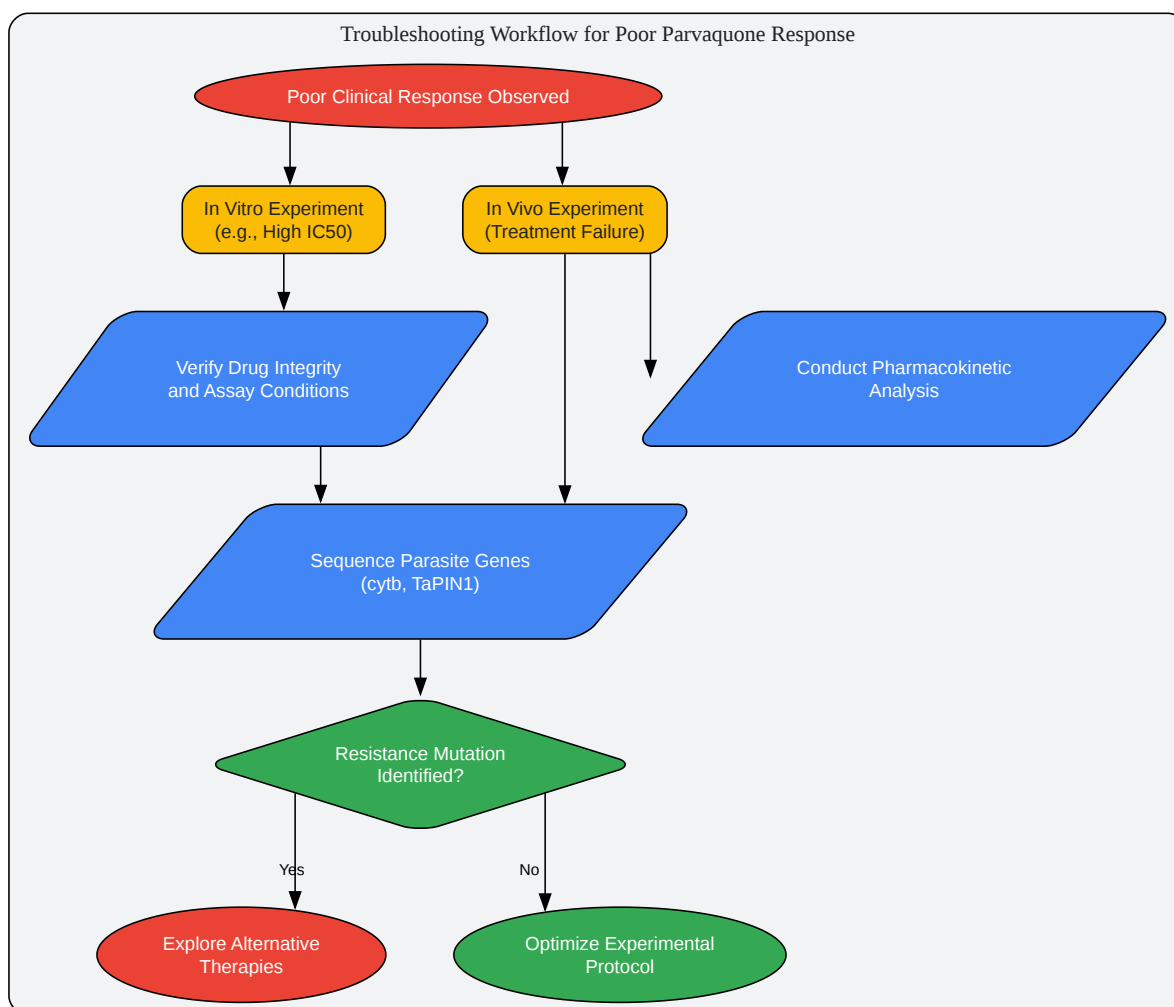 Troubleshooting Workflow for Poor Parvaquone Response
Poor Clinical Response Observed
In Vitro Experiment
(e.g., High IC50)
In Vivo Experiment
(Treatment Failure)
Verify Drug Integrity
and Assay Conditions
Conduct Pharmacokinetic
Analysis
Sequence Parasite Genes
(cytb, TaPIN1)
Resistance Mutation
Identified?
Yes
No
Explore Alternative
Therapies
Optimize Experimental
Protocol